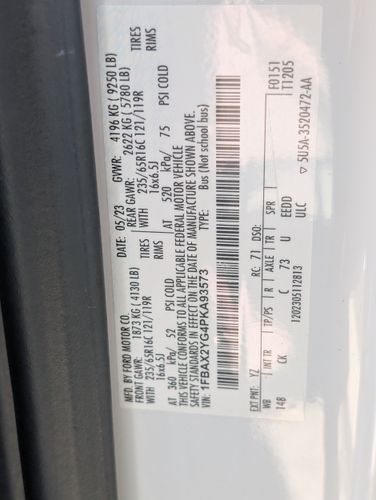 MFD. BY FORD MOTOR CO.
DATE: 05/23 GVWR: 4196 KG ( 9250 LB)
FRONT GAWR: 1873 KG ( 4130 LB)
REAR GAWR: 2622 KG ( 5780 LB)
WITH TIRES
235/65R16C 121/119R
16x6.5J RIMS
AT 360 kPa/ 52 PSI COLD
WITH TIRES
235/65R16C 121/119R
16x6.5J RIMS
AT 520 kPa/ 75 PSI COLD
THIS VEHICLE CONFORMS TO ALL APPLICABLE FEDERAL MOTOR VEHICLE
SAFETY STANDARDS IN EFFECT ON THE DATE OF MANUFACTURE SHOWN ABOVE.
VIN: 1FBAX2YG4PKA93573
TYPE: Bus (Not school bus)
F0151
T1205
EXT PNT: YZ RC: 71 DSO:
WB INT TR TP/PS R AXLE TR SPR
148 CK C 73 U EEDD
1202305112813 ULC
▽ 5U5A-3520472-AA